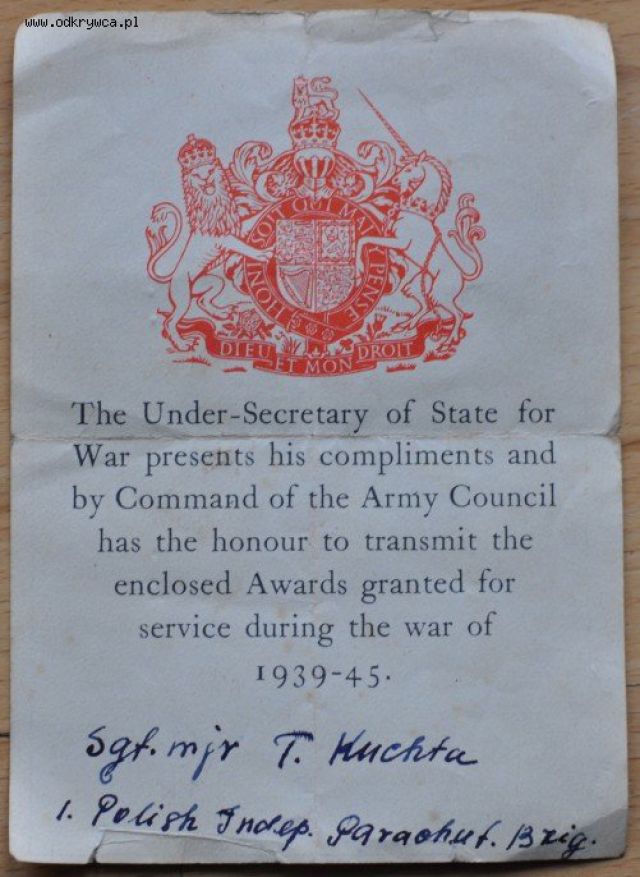 www.odkrywca.pl
HONI SOIT QUI MAL Y PENSE
DIEU ET MON DROIT
The Under-Secretary of State for
War presents his compliments and
by Command of the Army Council
has the honour to transmit the
enclosed Awards granted for
service during the war of
1939-45.
Sgt. mjr T. Kuchta
1. Polish Indep. Parachut. Brig.